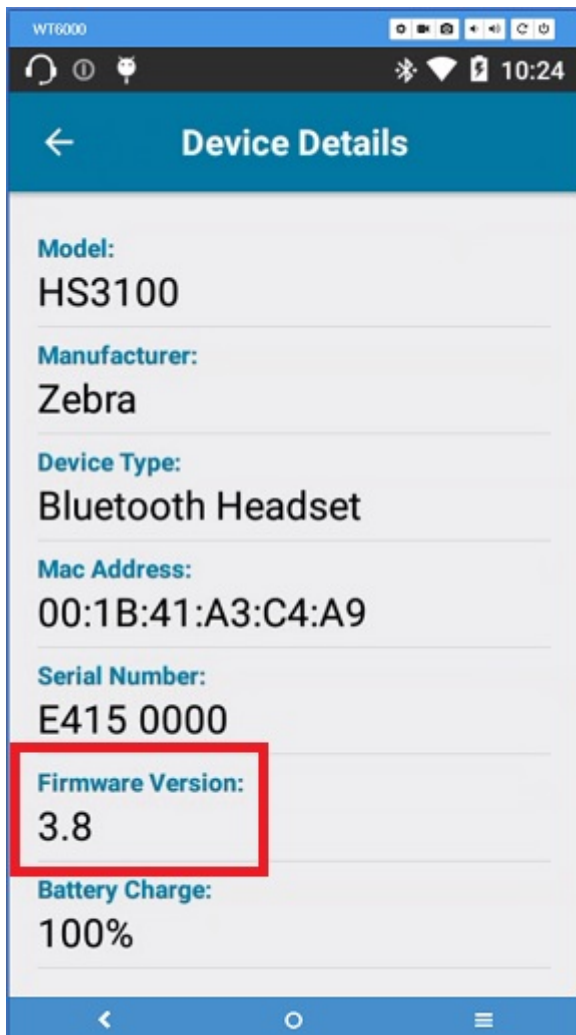 WT6000
10:24
Device Details
Model:
HS3100
Manufacturer:
Zebra
Device Type:
Bluetooth Headset
Mac Address:
00:1B:41:A3:C4:A9
Serial Number:
E415 0000
Firmware Version:
3.8
Battery Charge:
100%